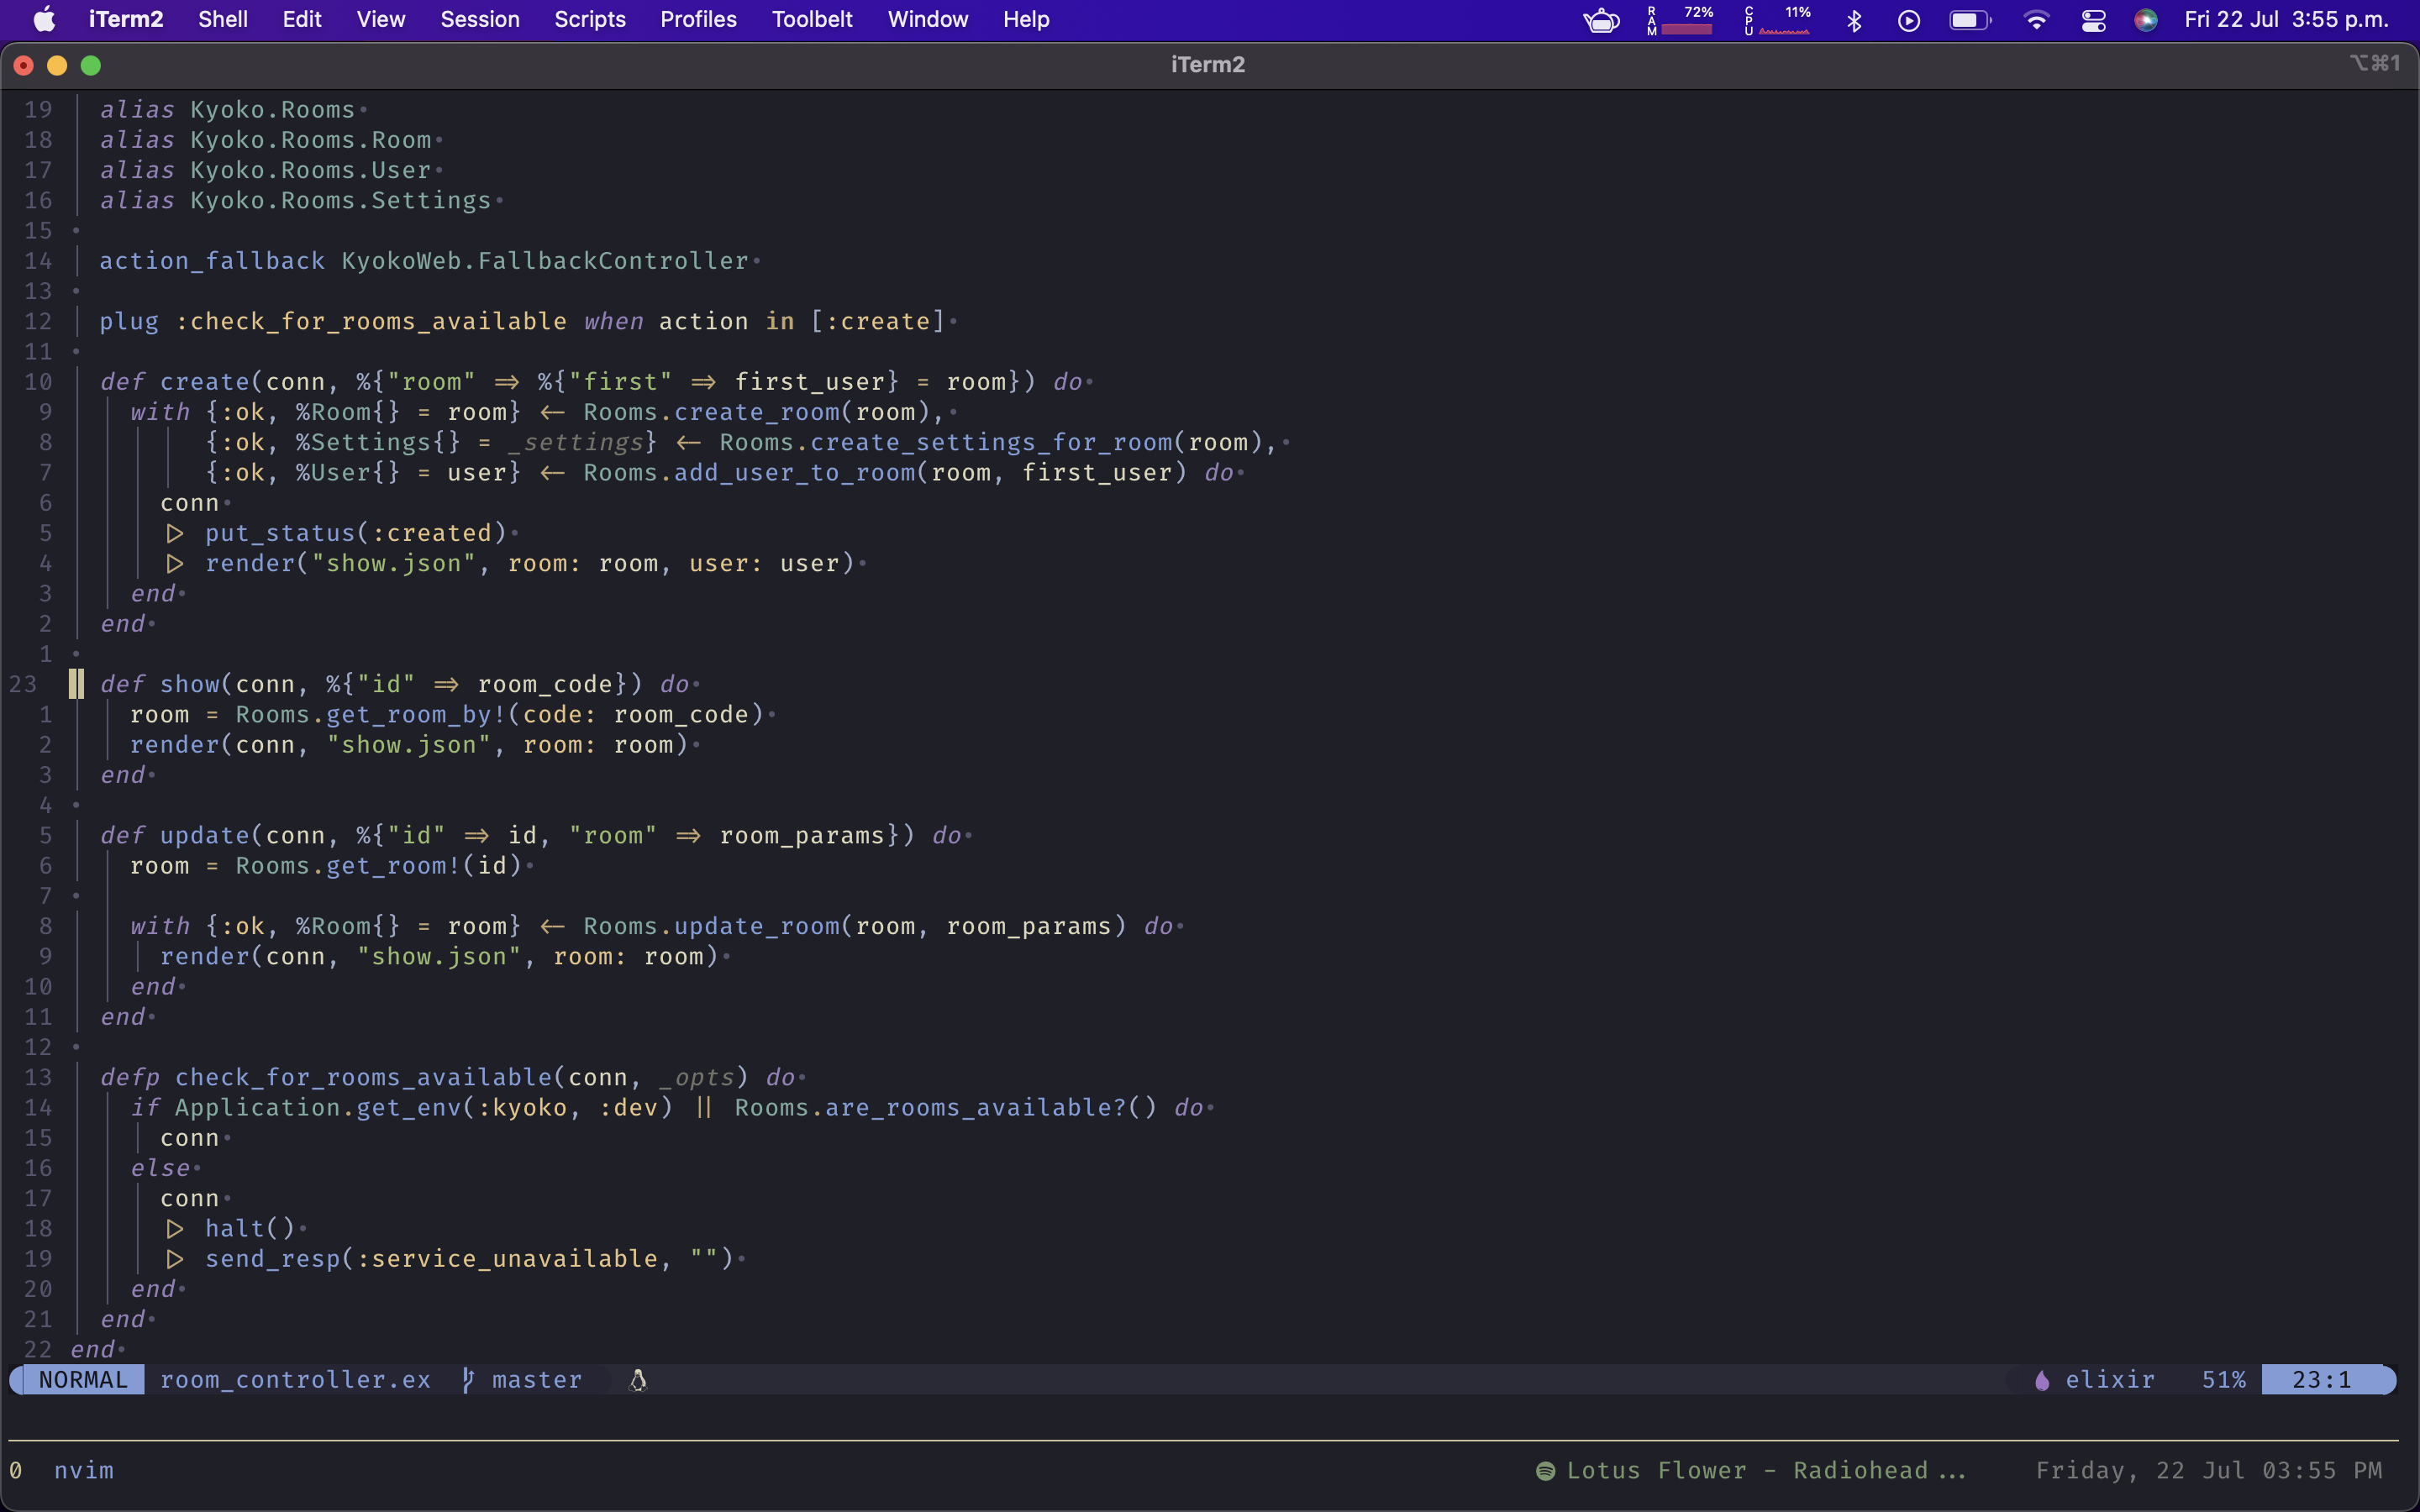 iTerm2 Shell Edit View Session Scripts Profiles Toolbelt Window Help RAM 72% CPU 11% Fri 22 Jul 3:55 p.m.
iTerm2 ⌥⌘1
19 alias Kyoko.Rooms
18 alias Kyoko.Rooms.Room
17 alias Kyoko.Rooms.User
16 alias Kyoko.Rooms.Settings
15
14 action_fallback KyokoWeb.FallbackController
13
12 plug :check_for_rooms_available when action in [:create]
11
10 def create(conn, %{"room" => %{"first" => first_user} = room}) do
9 with {:ok, %Room{} = room} <- Rooms.create_room(room),
8 {:ok, %Settings{} = _settings} <- Rooms.create_settings_for_room(room),
7 {:ok, %User{} = user} <- Rooms.add_user_to_room(room, first_user) do
6 conn
5 |> put_status(:created)
4 |> render("show.json", room: room, user: user)
3 end
2 end
1
23 def show(conn, %{"id" => room_code}) do
1 room = Rooms.get_room_by!(code: room_code)
2 render(conn, "show.json", room: room)
3 end
4
5 def update(conn, %{"id" => id, "room" => room_params}) do
6 room = Rooms.get_room!(id)
7
8 with {:ok, %Room{} = room} <- Rooms.update_room(room, room_params) do
9 render(conn, "show.json", room: room)
10 end
11 end
12
13 defp check_for_rooms_available(conn, _opts) do
14 if Application.get_env(:kyoko, :dev) || Rooms.are_rooms_available?() do
15 conn
16 else
17 conn
18 |> halt()
19 |> send_resp(:service_unavailable, "")
20 end
21 end
22 end
NORMAL room_controller.ex master elixir 51% 23:1
0 nvim Lotus Flower - Radiohead ... Friday, 22 Jul 03:55 PM